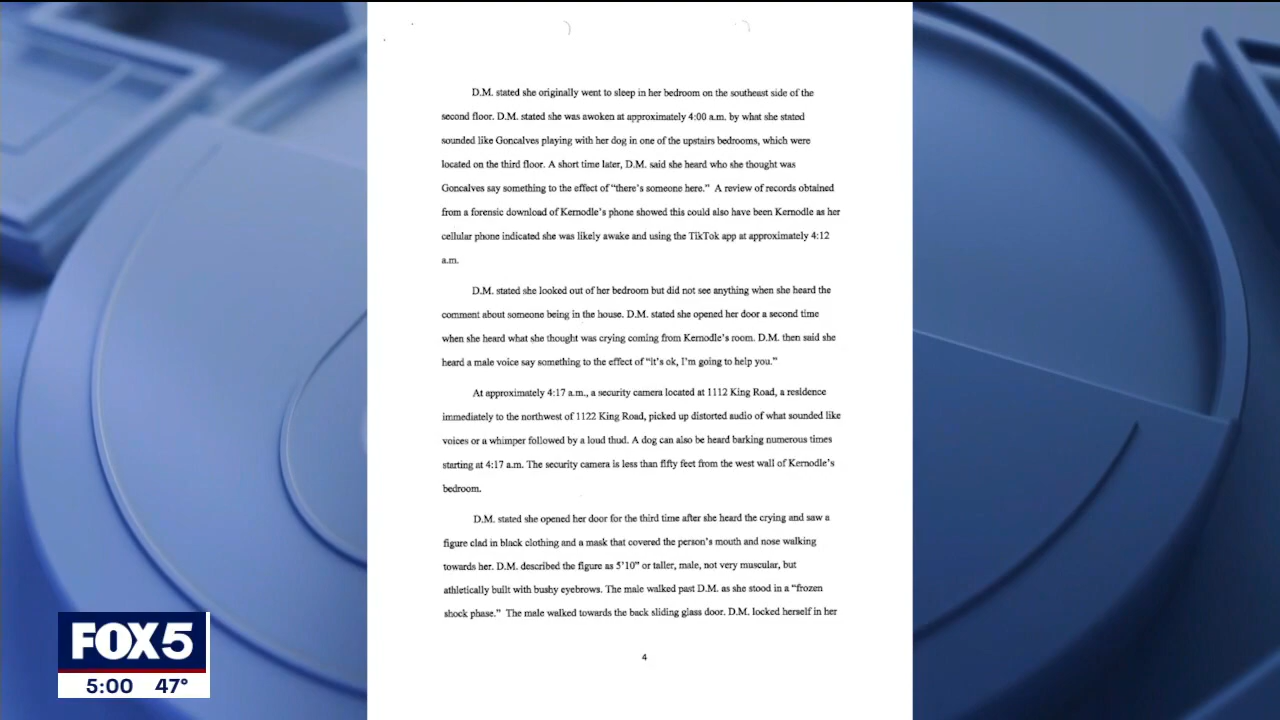 D.M. stated she originally went to sleep in her bedroom on the southeast side of the
second floor. D.M. stated she was awoken at approximately 4:00 a.m. by what she stated
sounded like Goncalves playing with her dog in one of the upstairs bedrooms, which were
located on the third floor. A short time later, D.M. said she heard who she thought was
Goncalves say something to the effect of "there's someone here." A review of records obtained
from a forensic download of Kernodle's phone showed this could also have been Kernodle as her
cellular phone indicated she was likely awake and using the TikTok app at approximately 4:12
a.m.
D.M. stated she looked out of her bedroom but did not see anything when she heard the
comment about someone being in the house. D.M. stated she opened her door a second time
when she heard what she thought was crying coming from Kernodle's room. D.M. then said she
heard a male voice say something to the effect of "it's ok, I'm going to help you."
At approximately 4:17 a.m., a security camera located at 1112 King Road, a residence
immediately to the northwest of 1122 King Road, picked up distorted audio of what sounded like
voices or a whimper followed by a loud thud. A dog can also be heard barking numerous times
starting at 4:17 a.m. The security camera is less than fifty feet from the west wall of Kernodle's
bedroom.
D.M. stated she opened her door for the third time after she heard the crying and saw a
figure clad in black clothing and a mask that covered the person's mouth and nose walking
towards her. D.M. described the figure as 5'10" or taller, male, not very muscular, but
athletically built with bushy eyebrows. The male walked past D.M. as she stood in a "frozen
shock phase." The male walked towards the back sliding glass door. D.M. locked herself in her
4
FOX5
5:00 47°